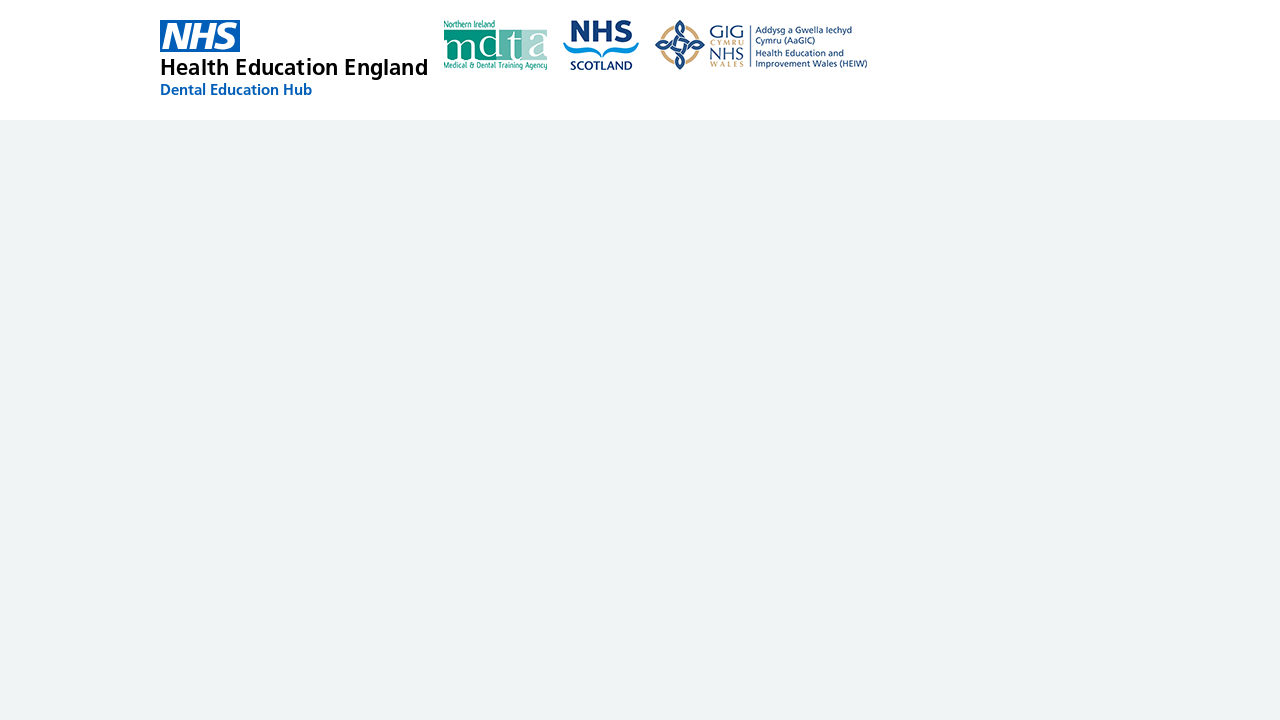 NHS
Health Education England
Dental Education Hub
Northern Ireland
mdta
Medical & Dental Training Agency
NHS
SCOTLAND
GIG
CYMRU
NHS
WALES
Addysg a Gwella Iechyd
Cymru (AaGIC)
Health Education and
Improvement Wales (HEIW)